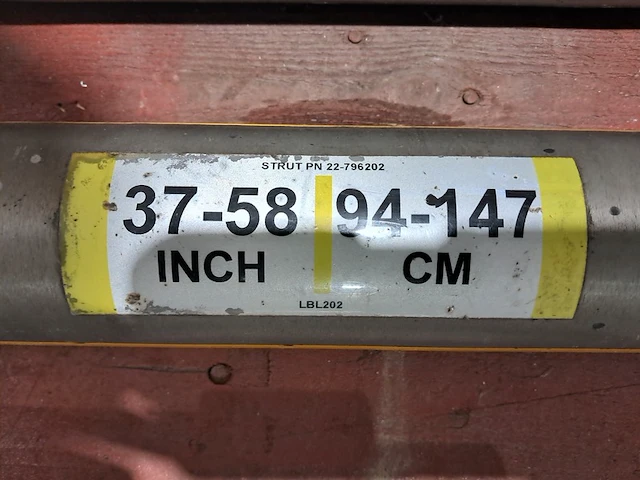 STRUT PN 22-796202
37-58 94-147
INCH CM
LBL202